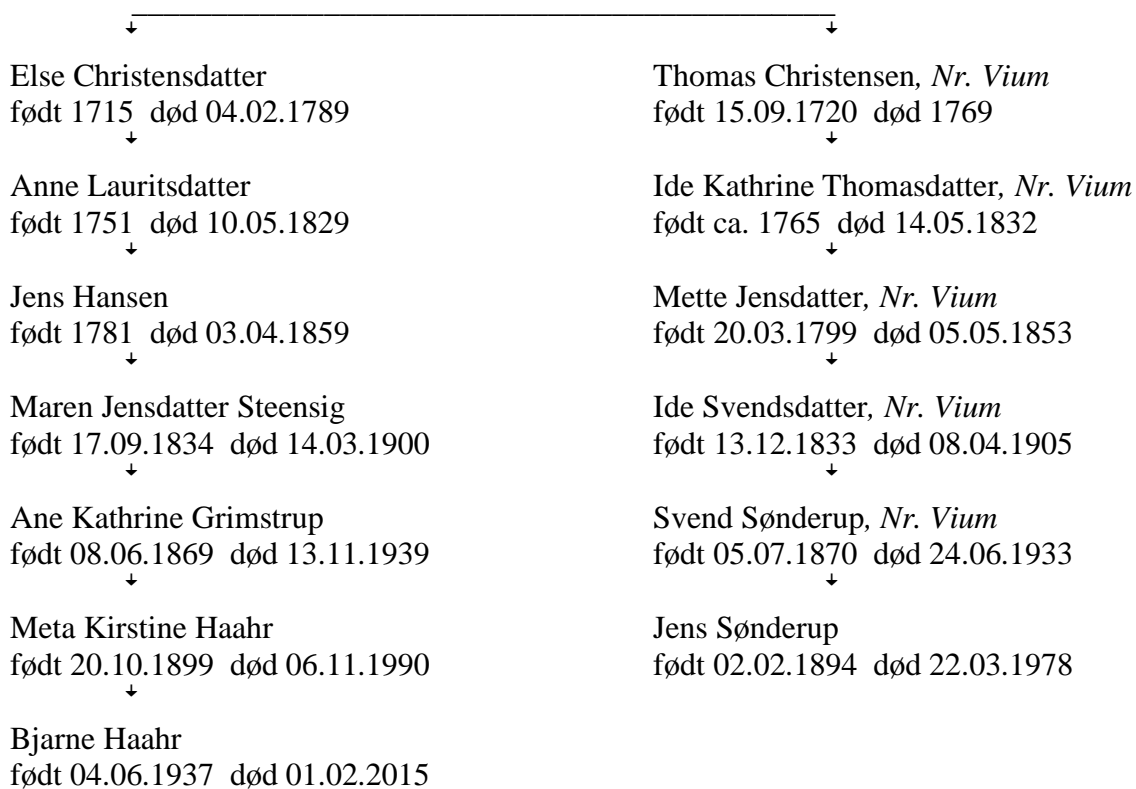 Else Christensdatter
født 1715 død 04.02.1789
Anne Lauritsdatter
født 1751 død 10.05.1829
Jens Hansen
født 1781 død 03.04.1859
Maren Jensdatter Steensig
født 17.09.1834 død 14.03.1900
Ane Kathrine Grimstrup
født 08.06.1869 død 13.11.1939
Meta Kirstine Haahr
født 20.10.1899 død 06.11.1990
Bjarne Haahr
født 04.06.1937 død 01.02.2015
Thomas Christensen, Nr. Vium
født 15.09.1720 død 1769
Ide Kathrine Thomasdatter, Nr. Vium
født ca. 1765 død 14.05.1832
Mette Jensdatter, Nr. Vium
født 20.03.1799 død 05.05.1853
Ide Svendsdatter, Nr. Vium
født 13.12.1833 død 08.04.1905
Svend Sønderup, Nr. Vium
født 05.07.1870 død 24.06.1933
Jens Sønderup
født 02.02.1894 død 22.03.1978